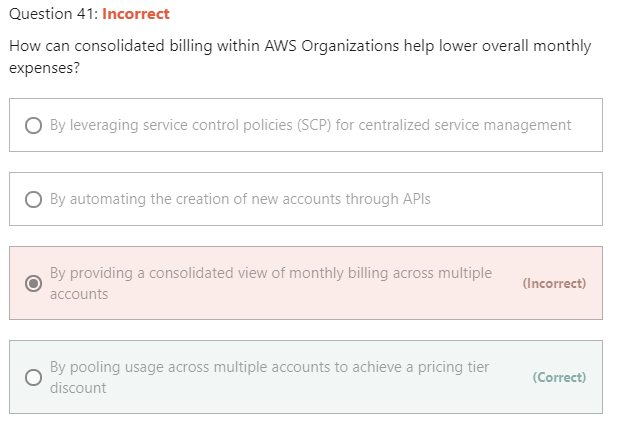 Question 41: Incorrect
How can consolidated billing within AWS Organizations help lower overall monthly
expenses?
By leveraging service control policies (SCP) for centralized service management
By automating the creation of new accounts through APIs
By providing a consolidated view of monthly billing across multiple
accounts
(Incorrect)
By pooling usage across multiple accounts to achieve a pricing tier
discount
(Correct)